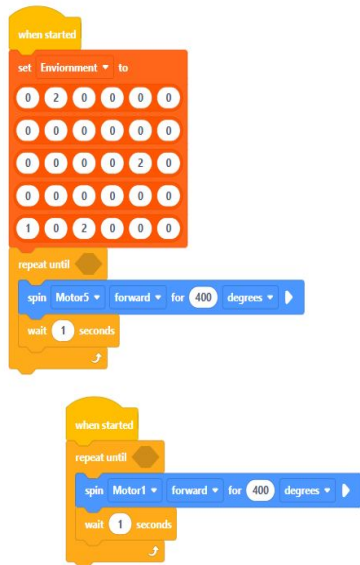 when started
set Enviornment to
0 2 0 0 0 0
0 0 0 0 0 0
0 0 0 0 2 0
0 0 0 0 0 0
1 0 2 0 0 0
repeat until
spin Motor5 forward for 400 degrees
wait 1 seconds
when started
repeat until
spin Motor1 forward for 400 degrees
wait 1 seconds